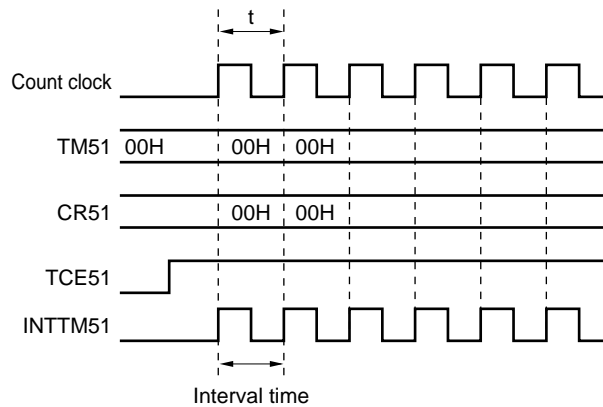 t
Count clock
TM51 00H 00H 00H
CR51 00H 00H
TCE51
INTTM51
Interval time